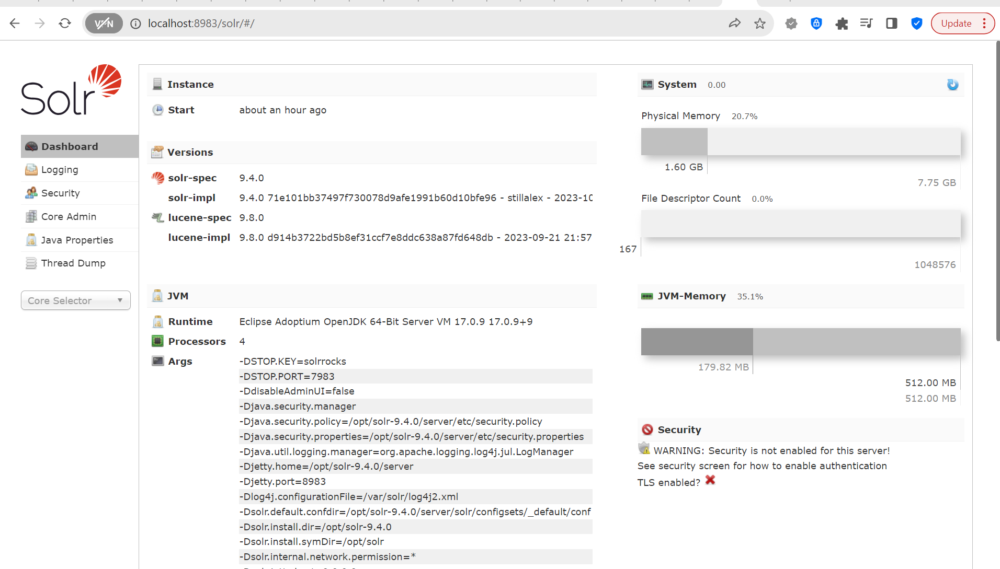 VPN localhost:8983/solr/#/ Update
Solr
Dashboard
Logging
Security
Core Admin
Java Properties
Thread Dump
Core Selector
Instance
Start about an hour ago
Versions
solr-spec 9.4.0
solr-impl 9.4.0 71e101bb37497f730078d9afe1991b60d10bfe96 - stillalex - 2023-10
lucene-spec 9.8.0
lucene-impl 9.8.0 d914b3722bd5b8ef31ccf7e8ddc638a87fd648db - 2023-09-21 21:57
JVM
Runtime Eclipse Adoptium OpenJDK 64-Bit Server VM 17.0.9 17.0.9+9
Processors 4
Args -DSTOP.KEY=solrrocks
-DSTOP.PORT=7983
-DdisableAdminUI=false
-Djava.security.manager
-Djava.security.policy=/opt/solr-9.4.0/server/etc/security.policy
-Djava.security.properties=/opt/solr-9.4.0/server/etc/security.properties
-Djava.util.logging.manager=org.apache.logging.log4j.jul.LogManager
-Djetty.home=/opt/solr-9.4.0/server
-Djetty.port=8983
-Dlog4j.configurationFile=/var/solr/log4j2.xml
-Dsolr.default.confdir=/opt/solr-9.4.0/server/solr/configsets/_default/conf
-Dsolr.install.dir=/opt/solr-9.4.0
-Dsolr.install.symDir=/opt/solr
-Dsolr.internal.network.permission=*
System 0.00
Physical Memory 20.7%
1.60 GB
7.75 GB
File Descriptor Count 0.0%
167
1048576
JVM-Memory 35.1%
179.82 MB
512.00 MB
512.00 MB
Security
WARNING: Security is not enabled for this server!
See security screen for how to enable authentication
TLS enabled?